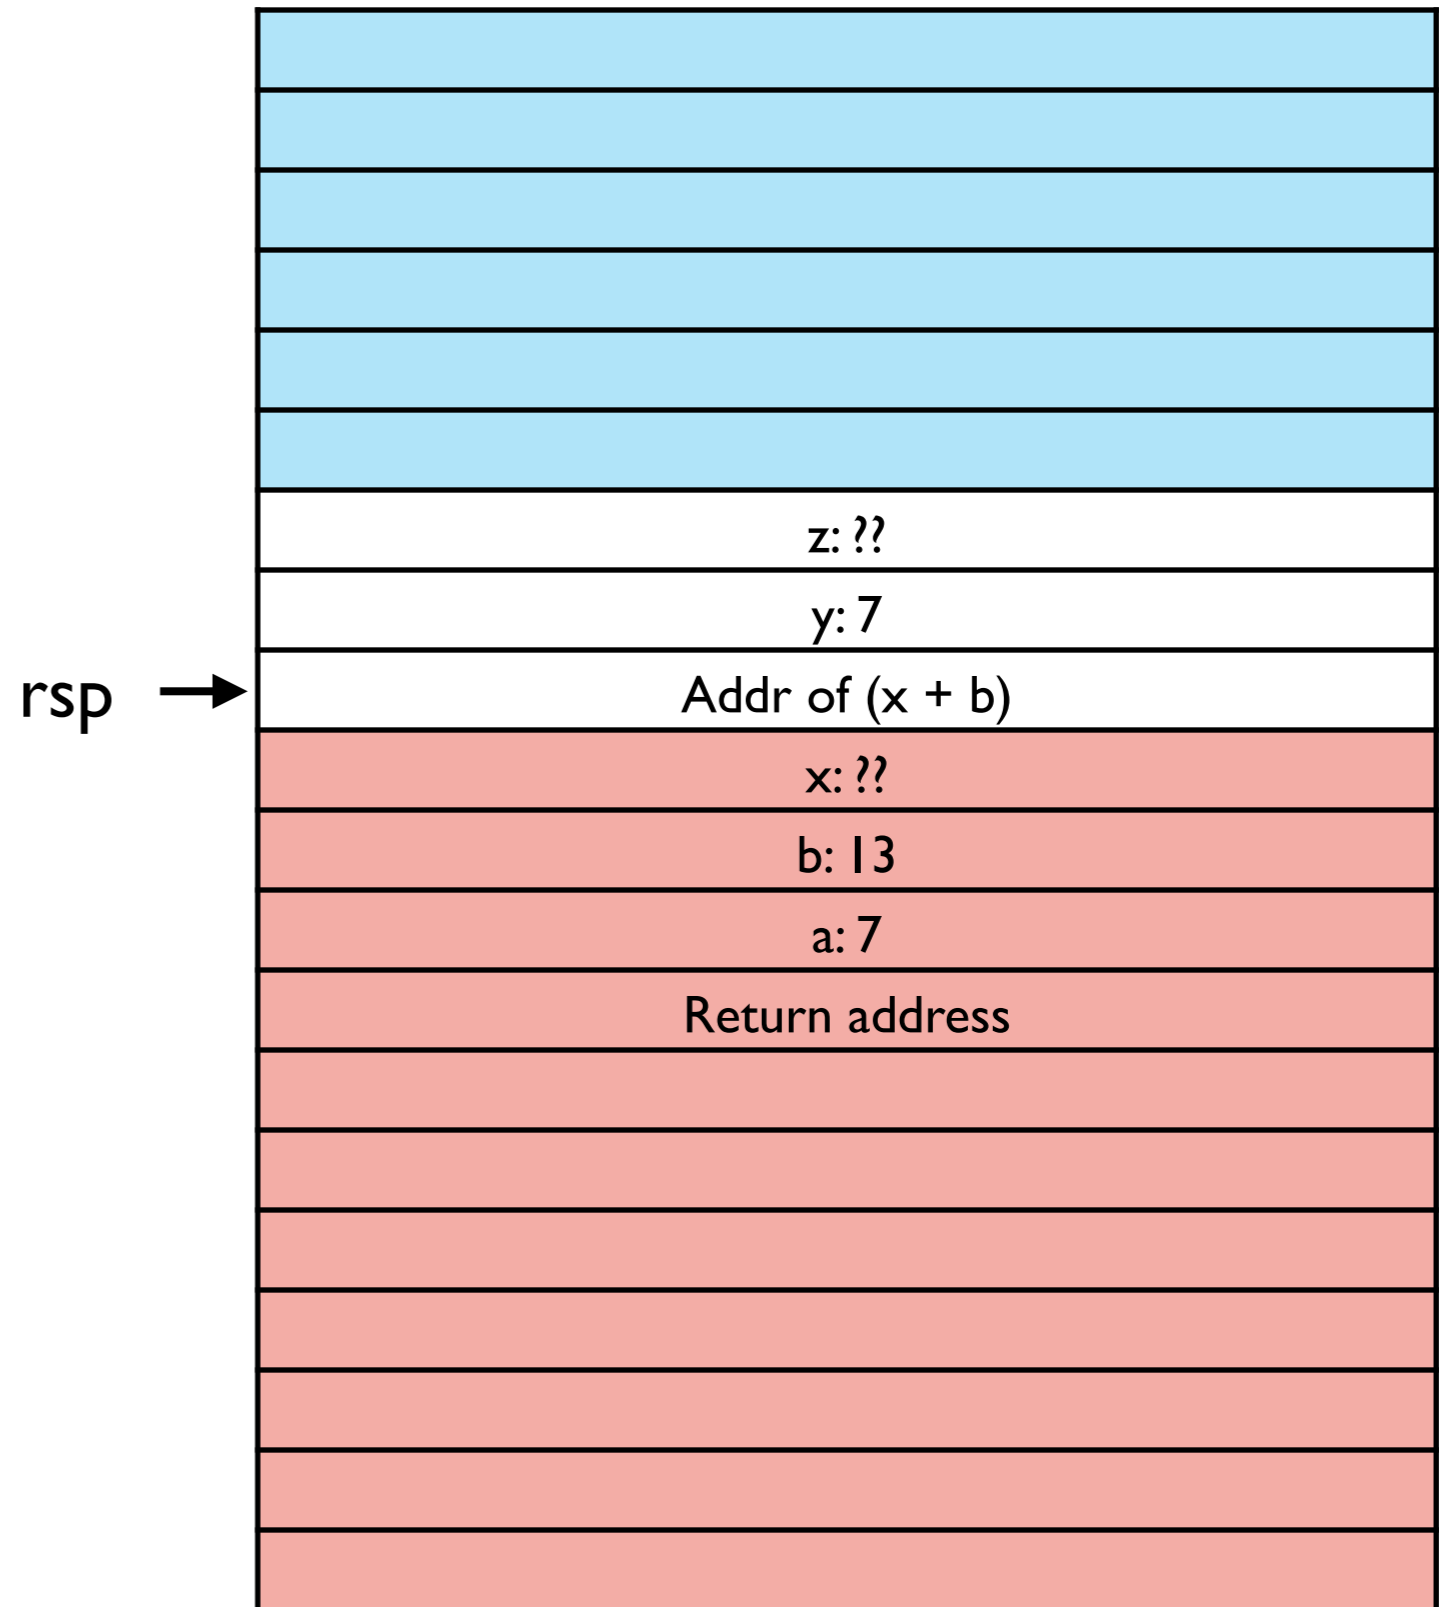 z: ??
y: 7
rsp
Addr of (x + b)
x: ??
b: 13
a: 7
Return address